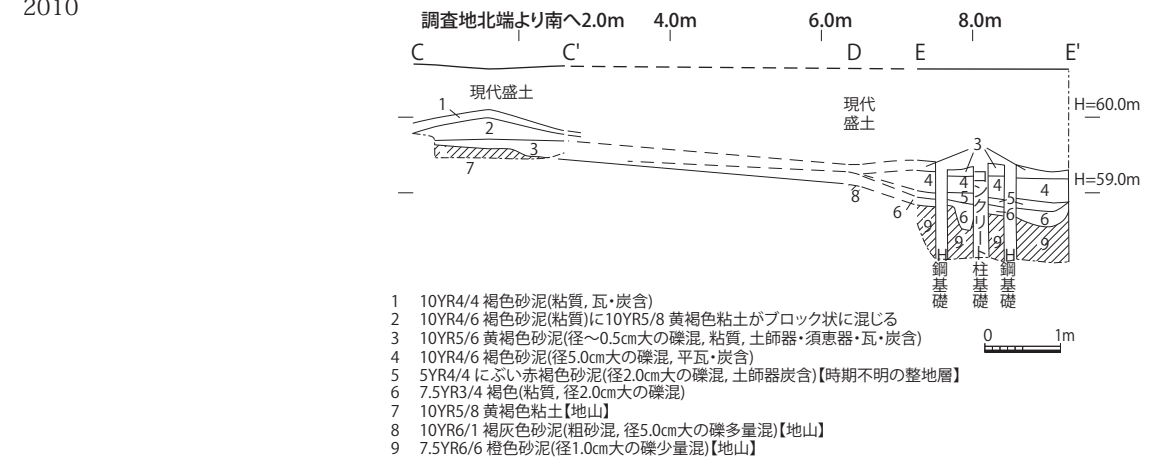 2010
調査地北端より南へ2.0m 4.0m 6.0m 8.0m
C C' D E E'
現代盛土
現代
盛土
H=60.0m
H=59.0m
1
2
3
7
3
4 4 4 4
5 5
6 6 6
8
9 9 9 9
H鋼基礎
コンクリート柱基礎
H鋼基礎
0 1m
1 10YR4/4 褐色砂泥(粘質, 瓦・炭含)
2 10YR4/6 褐色砂泥(粘質)に10YR5/8 黄褐色粘土がブロック状に混じる
3 10YR5/6 黄褐色砂泥(径〜0.5㎝大の礫混, 粘質, 土師器・須恵器・瓦・炭含)
4 10YR4/6 褐色砂泥(径5.0㎝大の礫混, 平瓦・炭含)
5 5YR4/4 にぶい赤褐色砂泥(径2.0㎝大の礫混, 土師器炭含)【時期不明の整地層】
6 7.5YR3/4 褐色(粘質, 径2.0㎝大の礫混)
7 10YR5/8 黄褐色粘土【地山】
8 10YR6/1 褐灰色砂泥(粗砂混, 径5.0㎝大の礫多量混)【地山】
9 7.5YR6/6 橙色砂泥(径1.0㎝大の礫少量混)【地山】